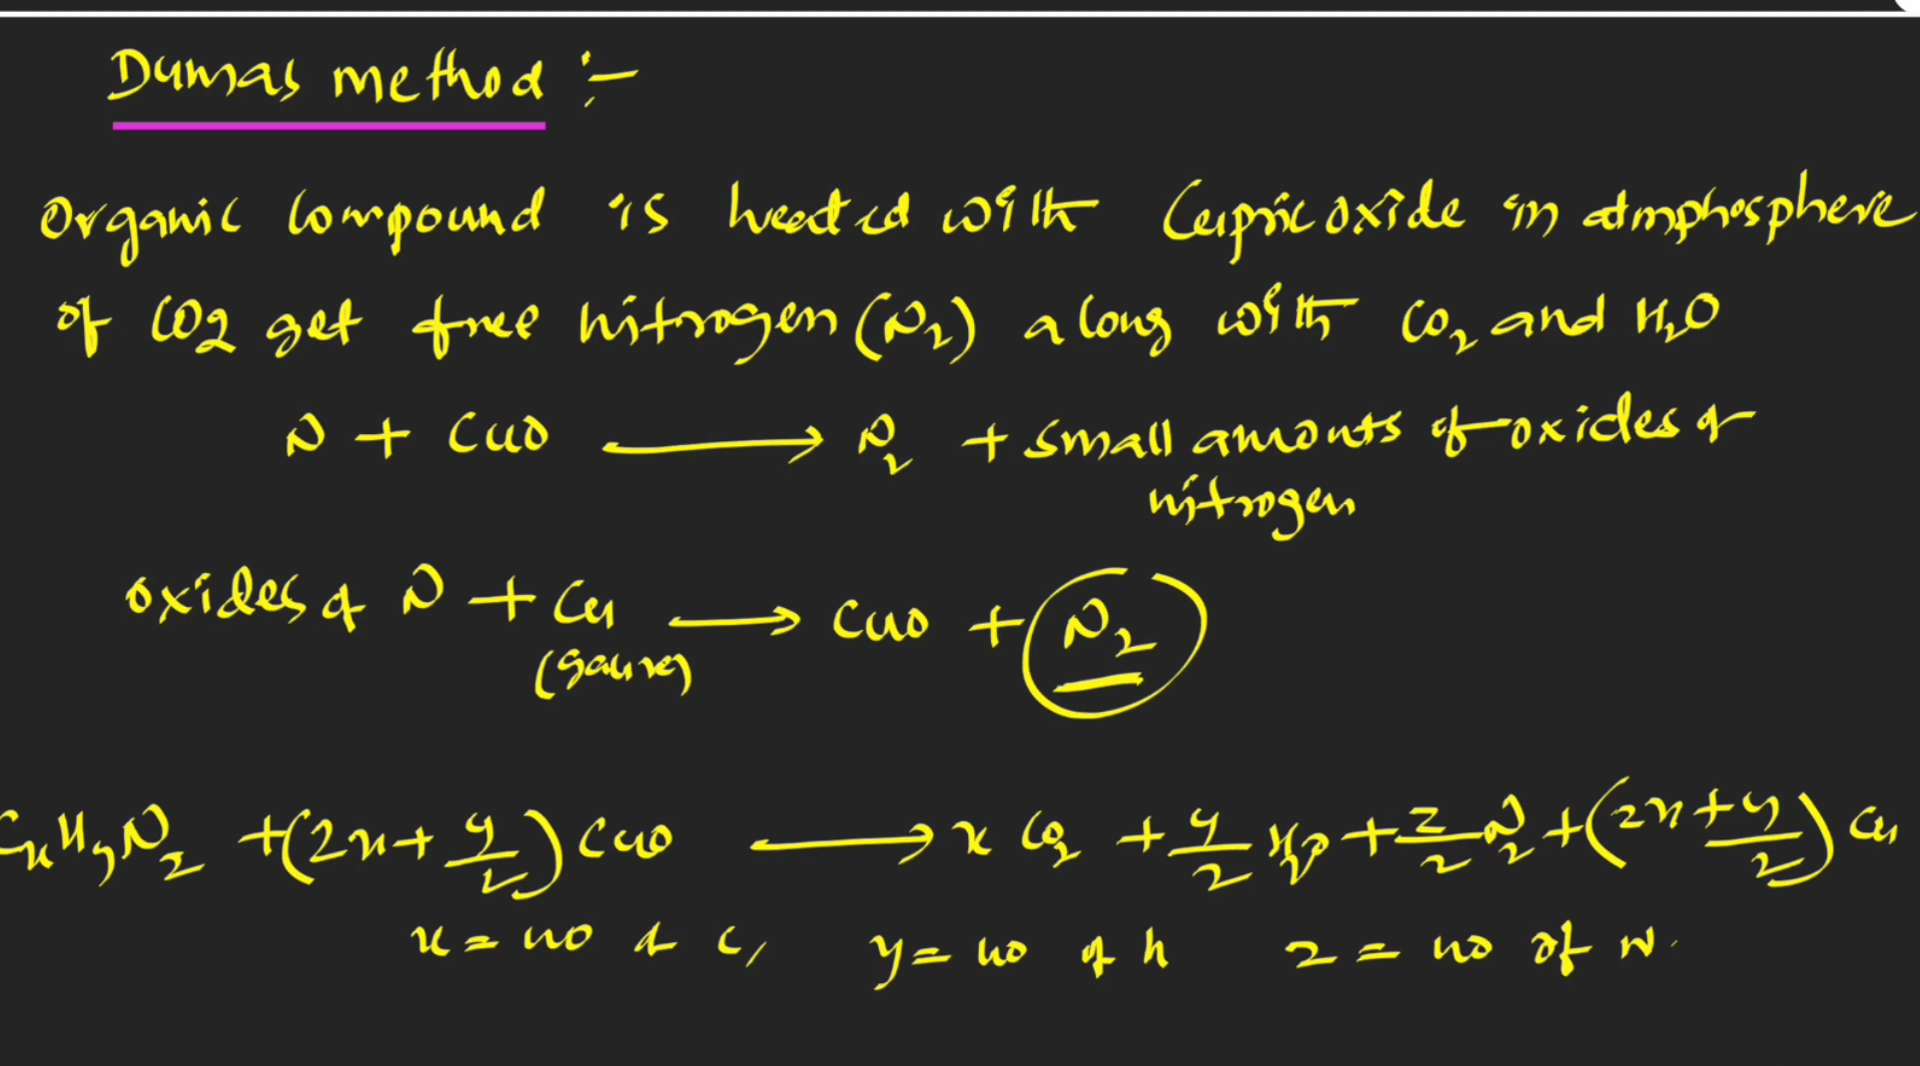 Dumas method :-
Organic compound is heated with Cupric oxide in atmphosphere
of CO2 get free nitrogen (N₂) along with CO₂ and H₂O
N + CuO ⟶ N₂ + small amonts of oxides of
nitrogen
oxides of N + Cu ⟶ CuO + N₂
(gauze)
CxHyNz + (2x + y/2) CuO ⟶ x CO₂ + y/2 H₂O + z/2 N₂ + (2x + y/2) Cu
x = no of C, y = no of h z = no of N.